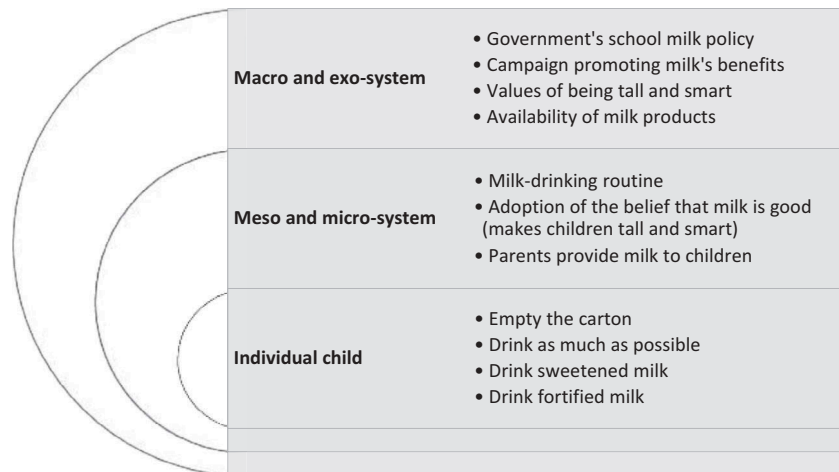 Macro and exo-system
• Government's school milk policy
• Campaign promoting milk's benefits
• Values of being tall and smart
• Availability of milk products
Meso and micro-system
• Milk-drinking routine
• Adoption of the belief that milk is good
(makes children tall and smart)
• Parents provide milk to children
Individual child
• Empty the carton
• Drink as much as possible
• Drink sweetened milk
• Drink fortified milk